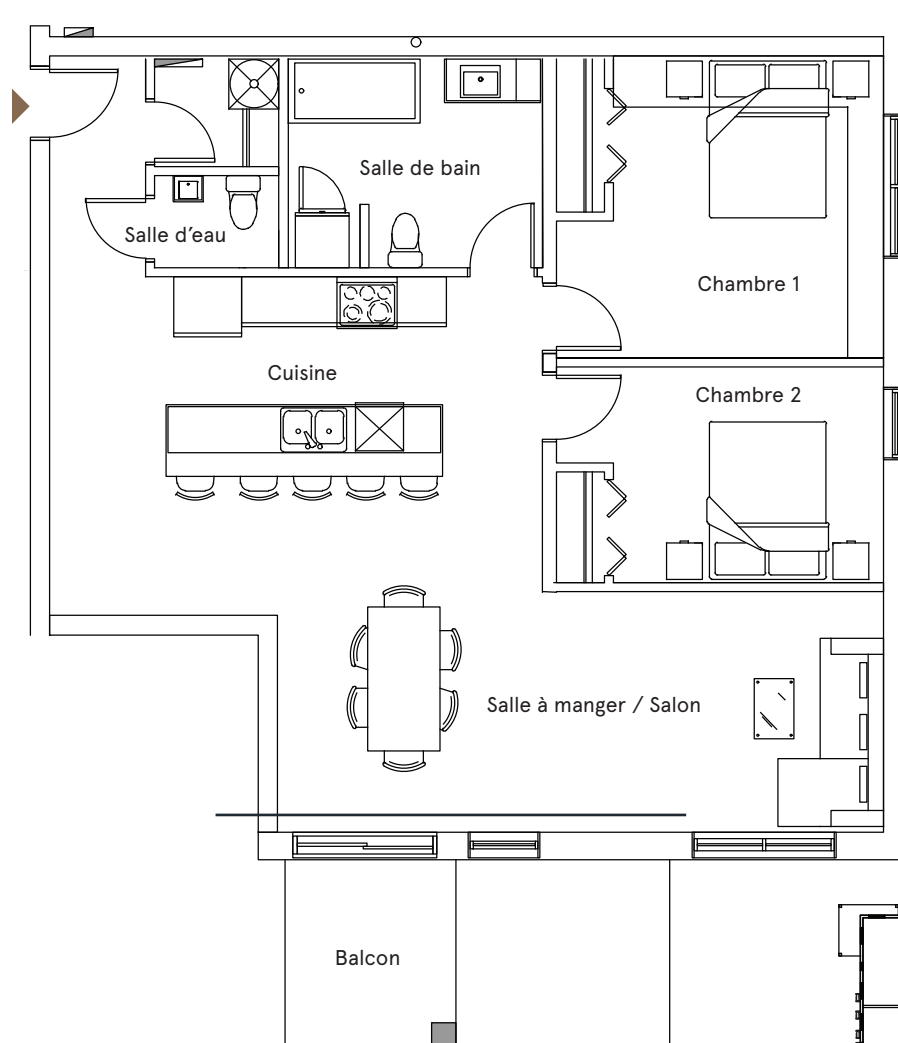 Salle de bain
Salle d’eau
Chambre 1
Cuisine
Chambre 2
Salle à manger / Salon
Balcon